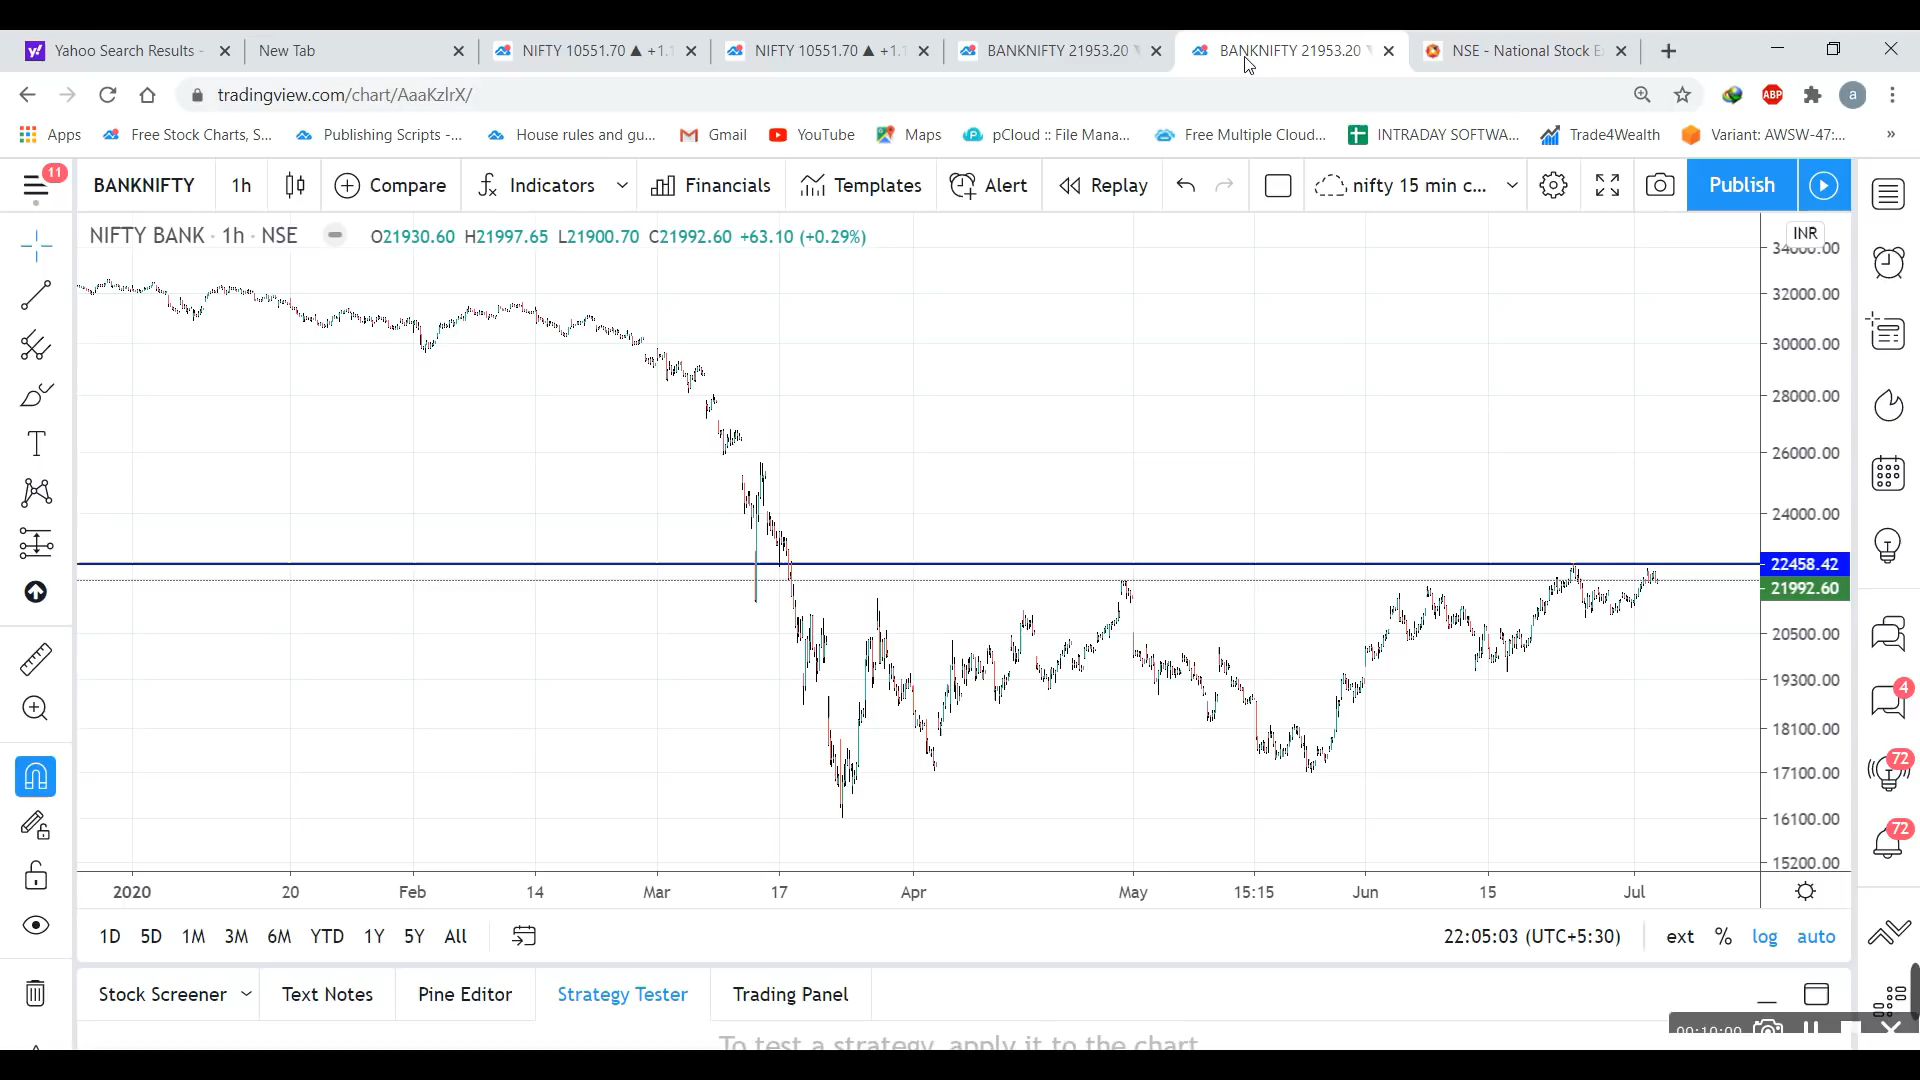 Yahoo Search Results -
New Tab
NIFTY 10551.70 ▲ +1.1
NIFTY 10551.70 ▲ +1.1
BANKNIFTY 21953.20
BANKNIFTY 21953.20
NSE - National Stock E
tradingview.com/chart/AaaKzlrX/
ABP
a
Apps
Free Stock Charts, S...
Publishing Scripts -...
House rules and gu...
Gmail
YouTube
Maps
pCloud :: File Mana...
Free Multiple Cloud...
INTRADAY SOFTWA...
Trade4Wealth
Variant: AWSW-47:...
»
11
BANKNIFTY
1h
Compare
Indicators
Financials
Templates
Alert
Replay
nifty 15 min c...
Publish
NIFTY BANK · 1h · NSE
O21930.60 H21997.65 L21900.70 C21992.60 +63.10 (+0.29%)
INR
34000.00
32000.00
30000.00
28000.00
26000.00
24000.00
22458.42
21992.60
20500.00
19300.00
18100.00
17100.00
16100.00
15200.00
4
72
72
2020 20 Feb 14 Mar 17 Apr May 15:15 Jun 15 Jul
1D 5D 1M 3M 6M YTD 1Y 5Y All
22:05:03 (UTC+5:30)
ext % log auto
Stock Screener
Text Notes
Pine Editor
Strategy Tester
Trading Panel
To test a strategy, apply it to the chart
00:10:00